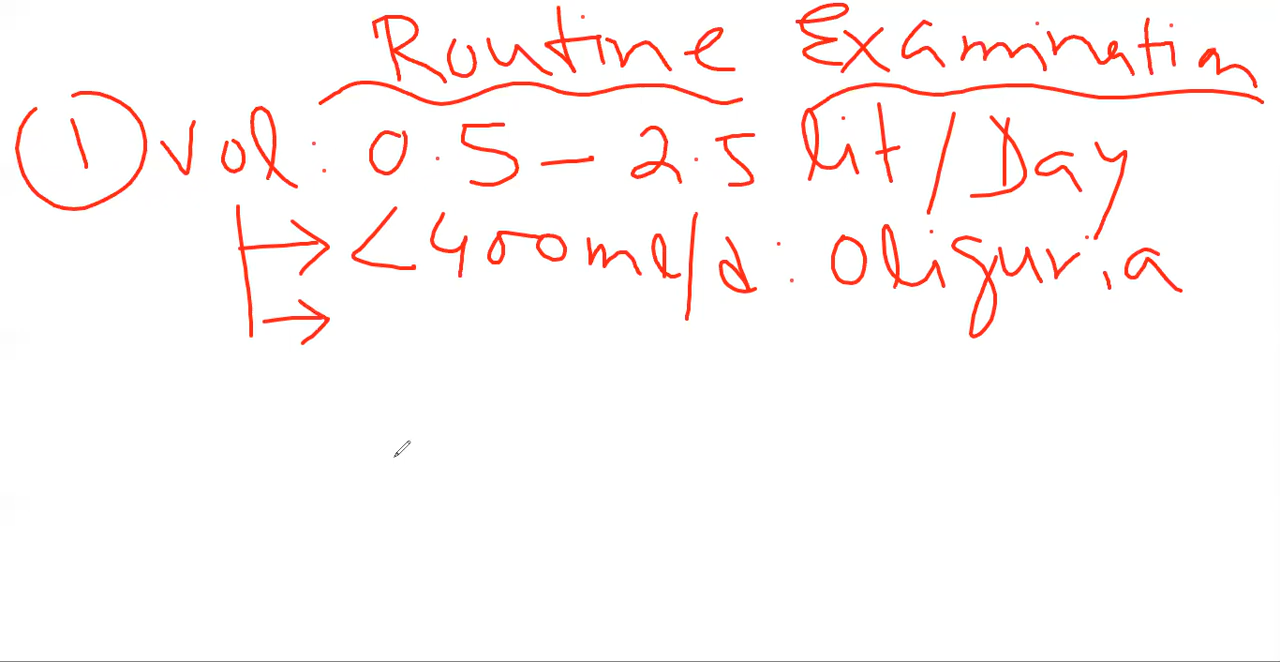 Routine Examination
① Vol: 0.5 - 2.5 lit/Day
→ < 400ml/d: Oliguria
→